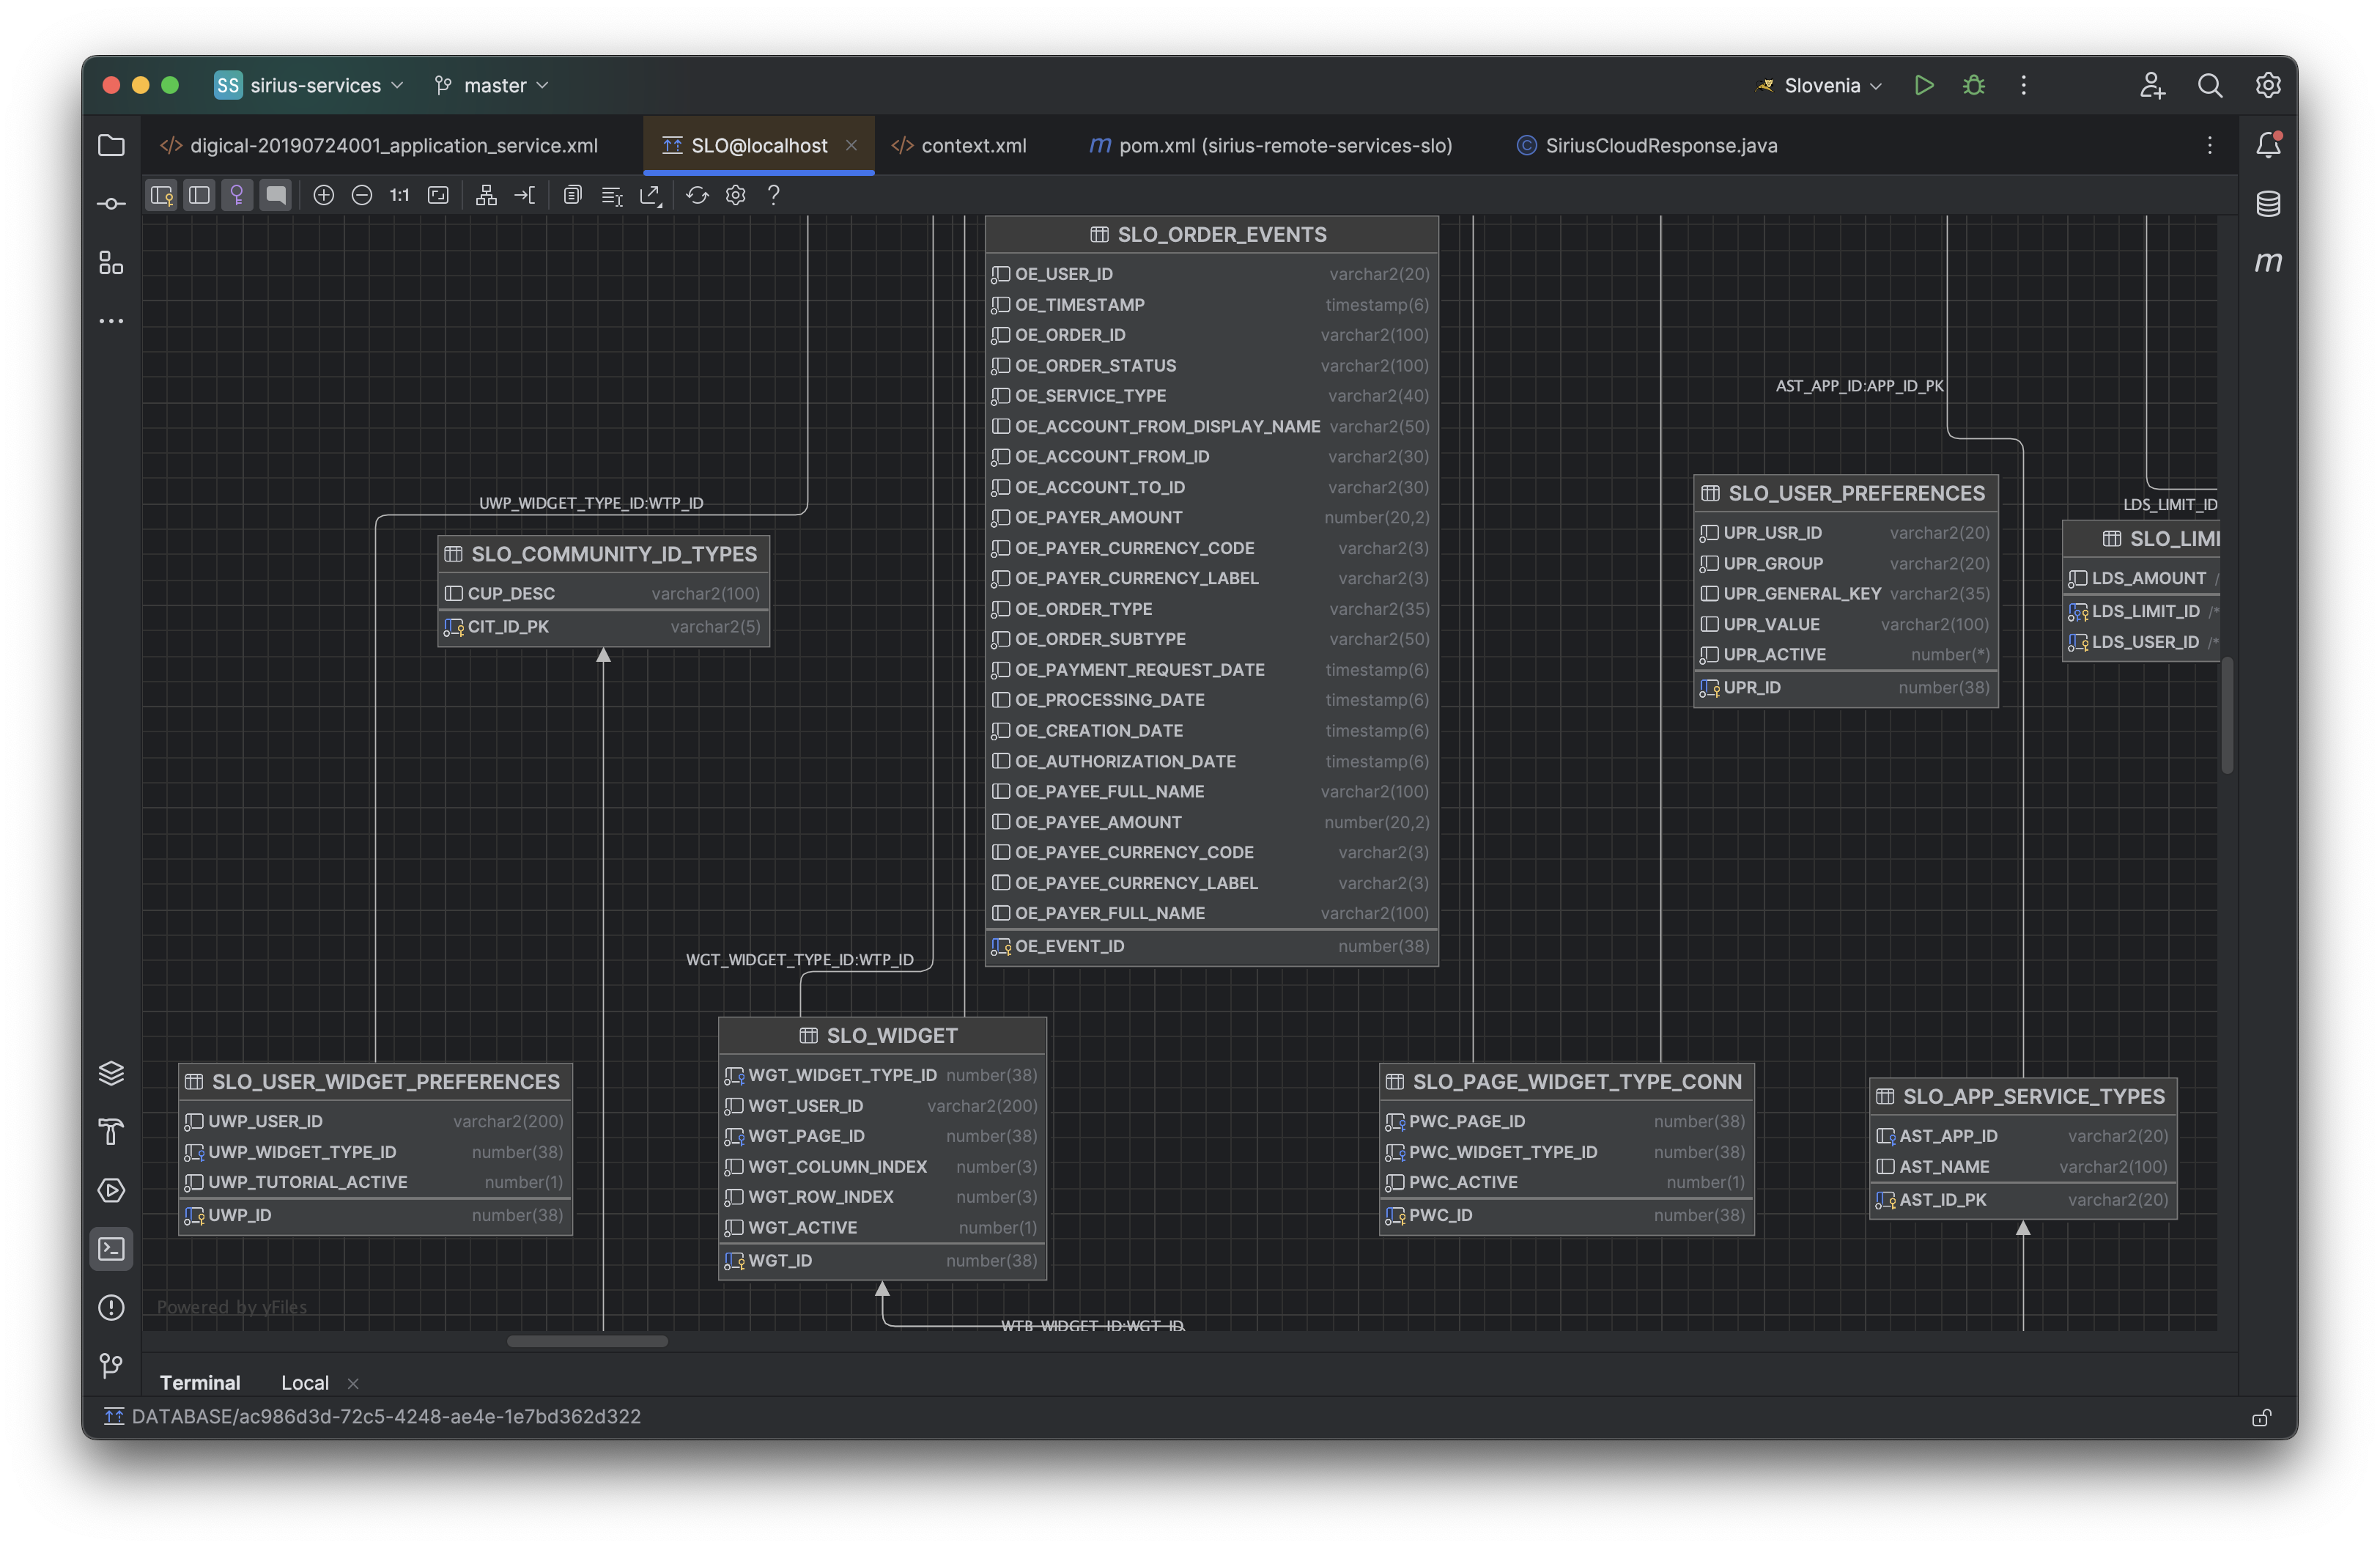 SS sirius-services master Slovenia
digical-20190724001_application_service.xml SLO@localhost context.xml pom.xml (sirius-remote-services-slo) SiriusCloudResponse.java
1:1
SLO_ORDER_EVENTS
OE_USER_ID varchar2(20)
OE_TIMESTAMP timestamp(6)
OE_ORDER_ID varchar2(100)
OE_ORDER_STATUS varchar2(100)
OE_SERVICE_TYPE varchar2(40)
OE_ACCOUNT_FROM_DISPLAY_NAME varchar2(50)
OE_ACCOUNT_FROM_ID varchar2(30)
OE_ACCOUNT_TO_ID varchar2(30)
OE_PAYER_AMOUNT number(20,2)
OE_PAYER_CURRENCY_CODE varchar2(3)
OE_PAYER_CURRENCY_LABEL varchar2(3)
OE_ORDER_TYPE varchar2(35)
OE_ORDER_SUBTYPE varchar2(50)
OE_PAYMENT_REQUEST_DATE timestamp(6)
OE_PROCESSING_DATE timestamp(6)
OE_CREATION_DATE timestamp(6)
OE_AUTHORIZATION_DATE timestamp(6)
OE_PAYEE_FULL_NAME varchar2(100)
OE_PAYEE_AMOUNT number(20,2)
OE_PAYEE_CURRENCY_CODE varchar2(3)
OE_PAYEE_CURRENCY_LABEL varchar2(3)
OE_PAYER_FULL_NAME varchar2(100)
OE_EVENT_ID number(38)
AST_APP_ID:APP_ID_PK
UWP_WIDGET_TYPE_ID:WTP_ID
SLO_COMMUNITY_ID_TYPES
CUP_DESC varchar2(100)
CIT_ID_PK varchar2(5)
SLO_USER_PREFERENCES
UPR_USR_ID varchar2(20)
UPR_GROUP varchar2(20)
UPR_GENERAL_KEY varchar2(35)
UPR_VALUE varchar2(100)
UPR_ACTIVE number(*)
UPR_ID number(38)
LDS_LIMIT_ID
SLO_LIMI
LDS_AMOUNT /
LDS_LIMIT_ID /*
LDS_USER_ID /*
WGT_WIDGET_TYPE_ID:WTP_ID
SLO_USER_WIDGET_PREFERENCES
UWP_USER_ID varchar2(200)
UWP_WIDGET_TYPE_ID number(38)
UWP_TUTORIAL_ACTIVE number(1)
UWP_ID number(38)
SLO_WIDGET
WGT_WIDGET_TYPE_ID number(38)
WGT_USER_ID varchar2(200)
WGT_PAGE_ID number(38)
WGT_COLUMN_INDEX number(3)
WGT_ROW_INDEX number(3)
WGT_ACTIVE number(1)
WGT_ID number(38)
SLO_PAGE_WIDGET_TYPE_CONN
PWC_PAGE_ID number(38)
PWC_WIDGET_TYPE_ID number(38)
PWC_ACTIVE number(1)
PWC_ID number(38)
SLO_APP_SERVICE_TYPES
AST_APP_ID varchar2(20)
AST_NAME varchar2(100)
AST_ID_PK varchar2(20)
Powered by yFiles
WTB_WIDGET_ID:WGT_ID
Terminal Local
DATABASE/ac986d3d-72c5-4248-ae4e-1e7bd362d322